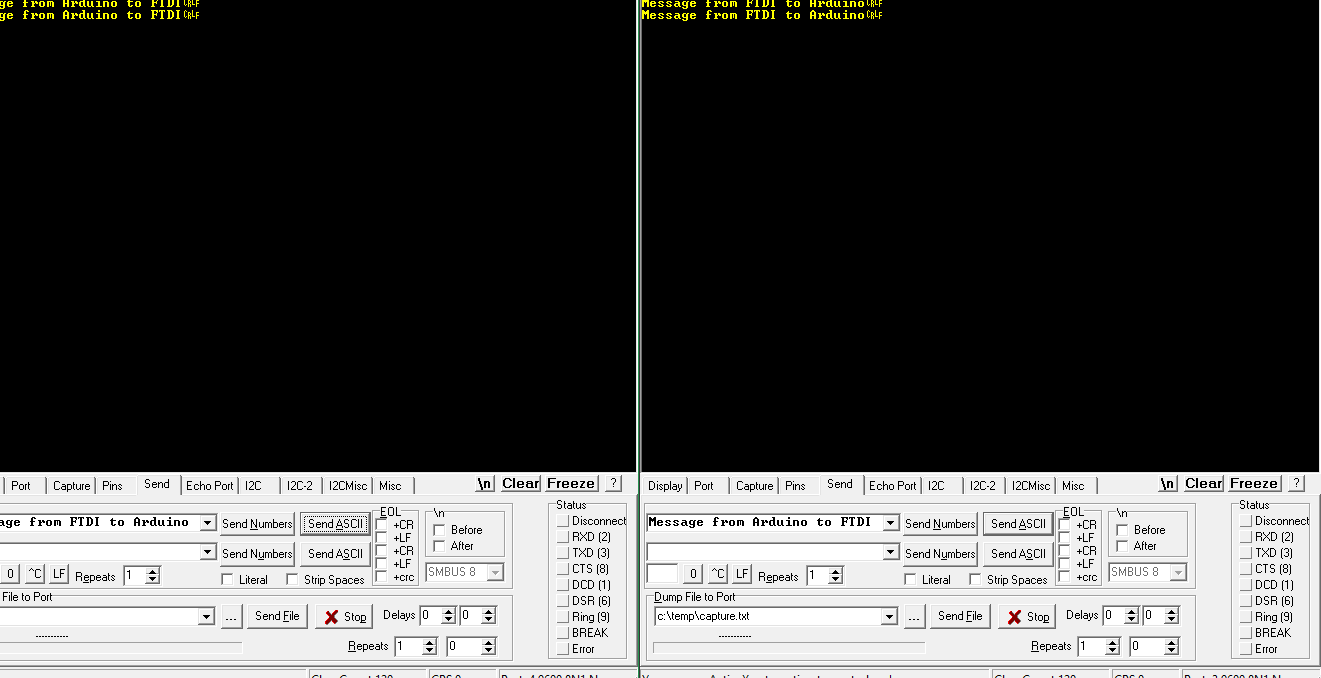 ge from Arduino to FTDI CRLF
ge from Arduino to FTDI CRLF
Port Capture Pins Send Echo Port I2C I2C-2 I2CMisc Misc \n Clear Freeze ?
age from FTDI to Arduino Send Numbers Send ASCII
Send Numbers Send ASCII
EOL
+CR
+LF
+CR
+LF
+crc
\n
Before
After
0 ^C LF Repeats 1 Literal Strip Spaces SMBUS 8
File to Port
... Send File Stop Delays 0 0
Repeats 1 0
Status
Disconnect
RXD (2)
TXD (3)
CTS (8)
DCD (1)
DSR (6)
Ring (9)
BREAK
Error
Message from FTDI to Arduino CRLF
Message from FTDI to Arduino CRLF
Display Port Capture Pins Send Echo Port I2C I2C-2 I2CMisc Misc \n Clear Freeze ?
Message from Arduino to FTDI Send Numbers Send ASCII
Send Numbers Send ASCII
EOL
+CR
+LF
+CR
+LF
+crc
\n
Before
After
0 ^C LF Repeats 1 Literal Strip Spaces SMBUS 8
Dump File to Port
c:\temp\capture.txt ... Send File Stop Delays 0 0
Repeats 1 0
Status
Disconnect
RXD (2)
TXD (3)
CTS (8)
DCD (1)
DSR (6)
Ring (9)
BREAK
Error